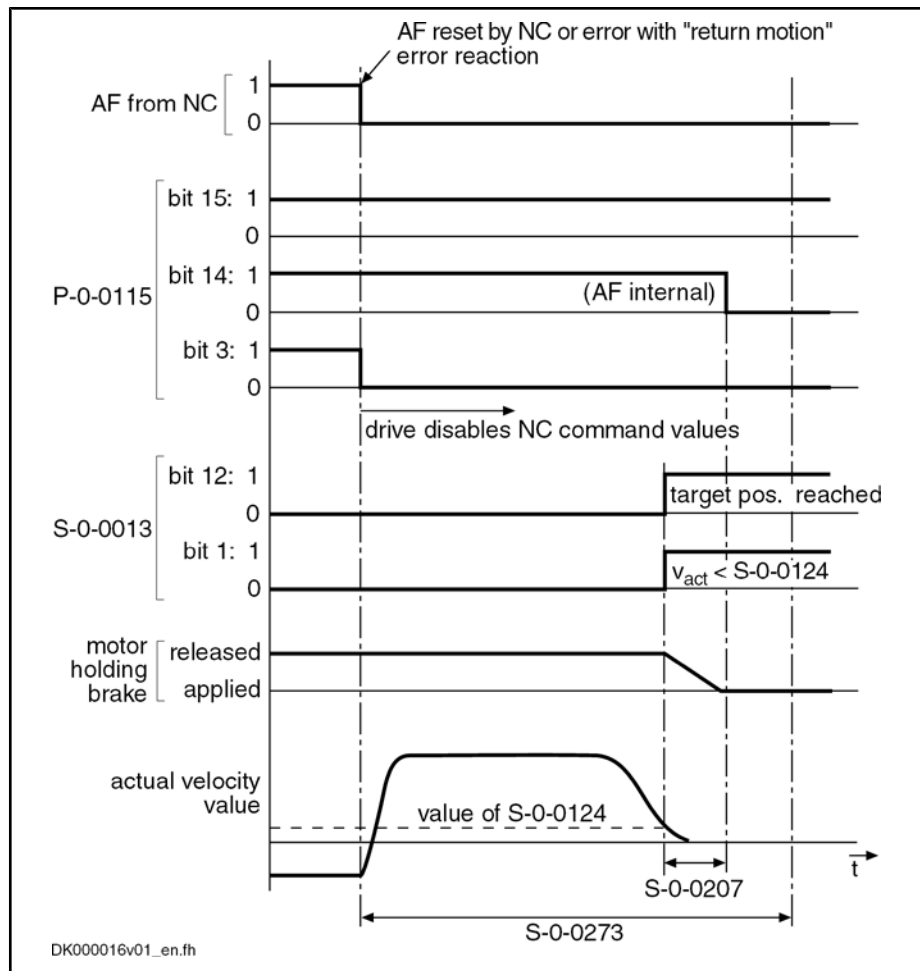 AF reset by NC or error with "return motion"
error reaction
AF from NC
1
0
P-0-0115
bit 15: 1
0
bit 14: 1
0
(AF internal)
bit 3: 1
0
drive disables NC command values
S-0-0013
bit 12: 1
0
target pos. reached
bit 1: 1
0
vact < S-0-0124
motor
holding
brake
released
applied
actual velocity
value
value of S-0-0124
t
S-0-0207
S-0-0273
DK000016v01_en.fh